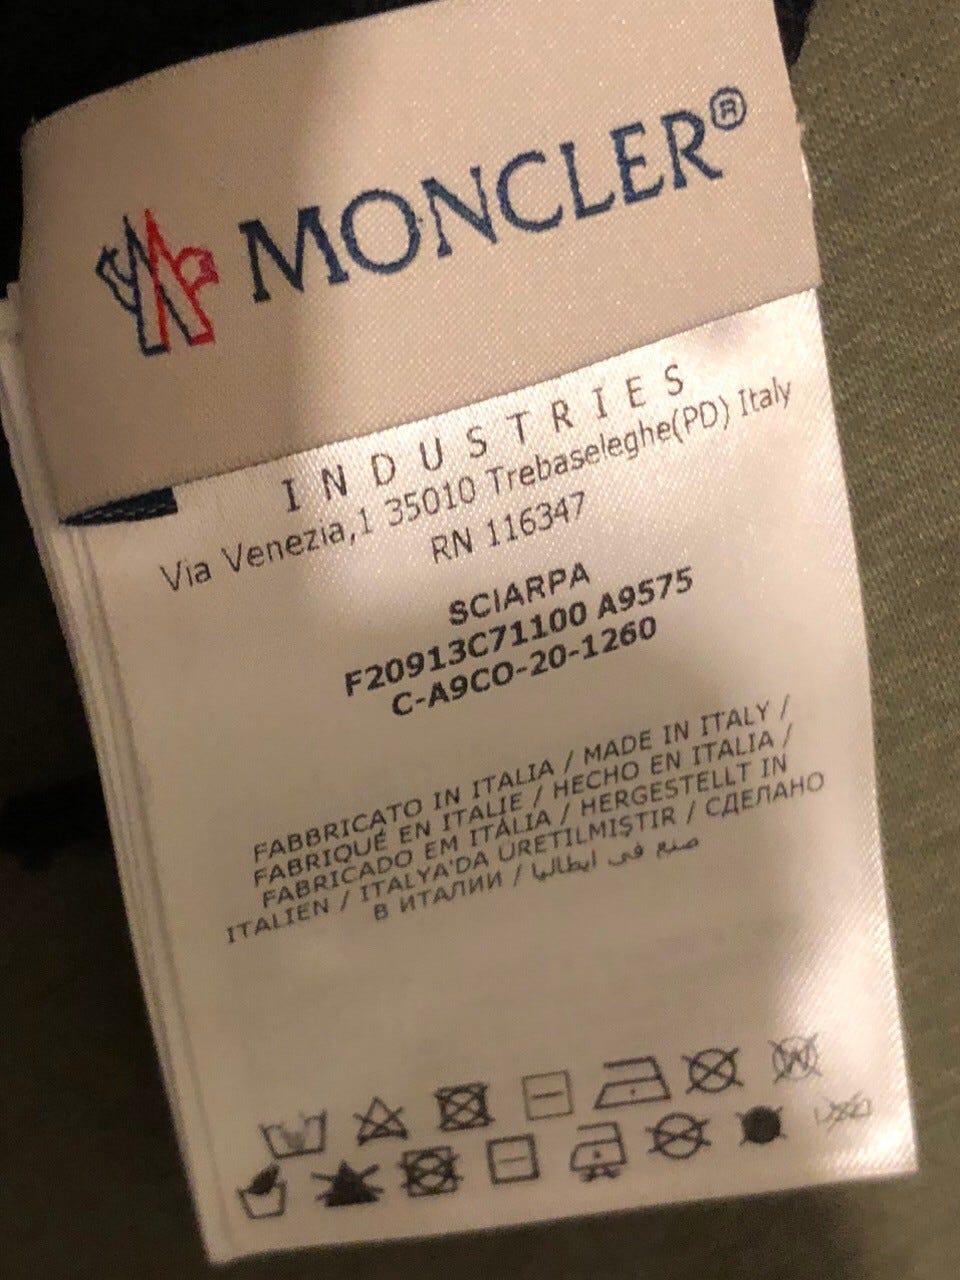 MONCLER®
INDUSTRIES
Via Venezia,1 35010 Trebaseleghe(PD) Italy
RN 116347
SCIARPA
F20913C71100 A9575
C-A9CO-20-1260
FABBRICATO IN ITALIA / MADE IN ITALY /
FABRIQUÉ EN ITALIE / HECHO EN ITALIA /
FABRICADO EM ITÁLIA / HERGESTELLT IN
ITALIEN / ITALYA'DA ÜRETILMIŞTIR / СДЕЛАНО
В ИТАЛИИ / صنع في ايطاليا
W